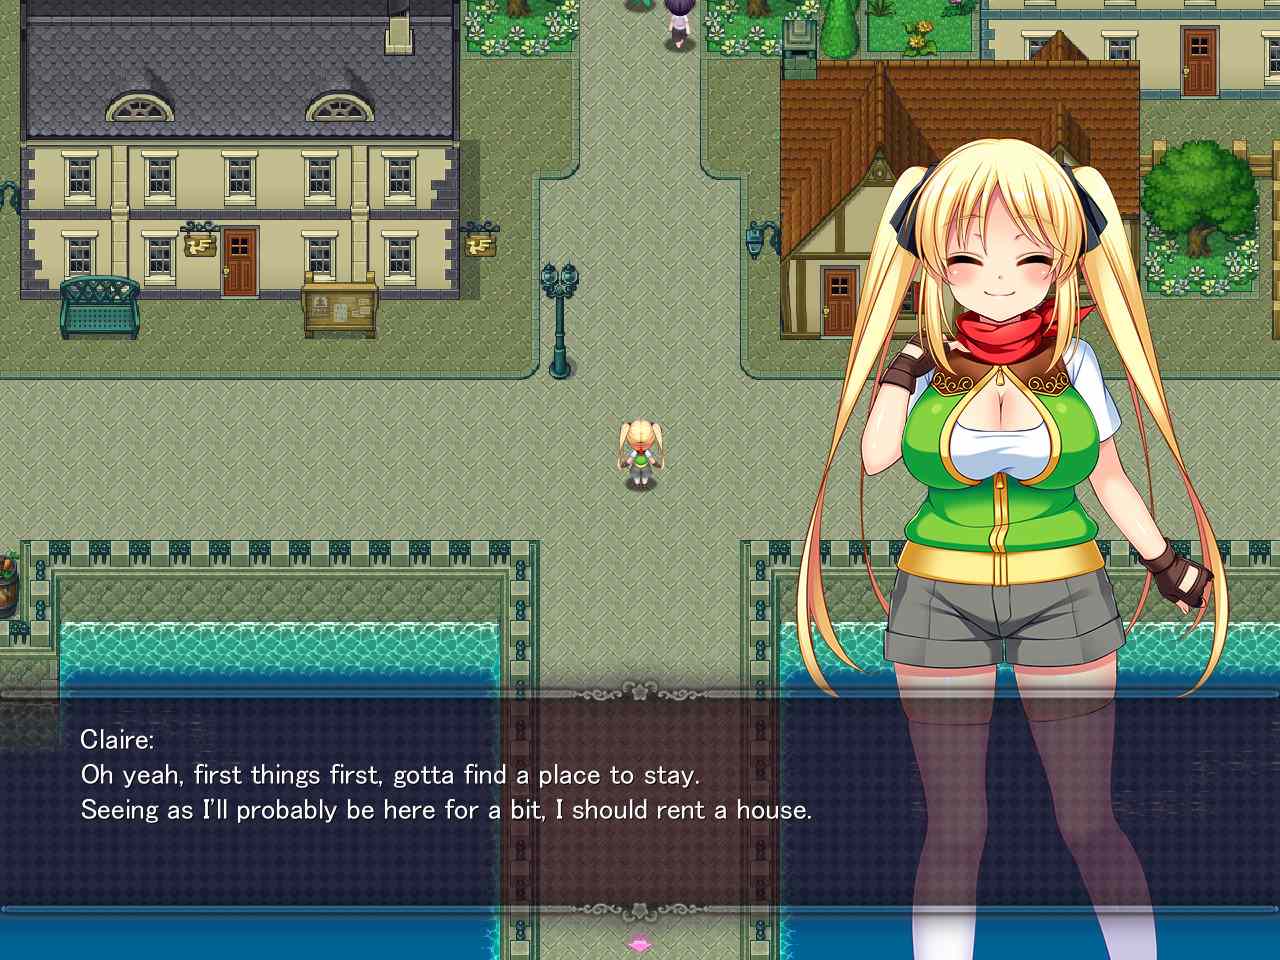 Claire:
Oh yeah, first things first, gotta find a place to stay.
Seeing as I'll probably be here for a bit, I should rent a house.